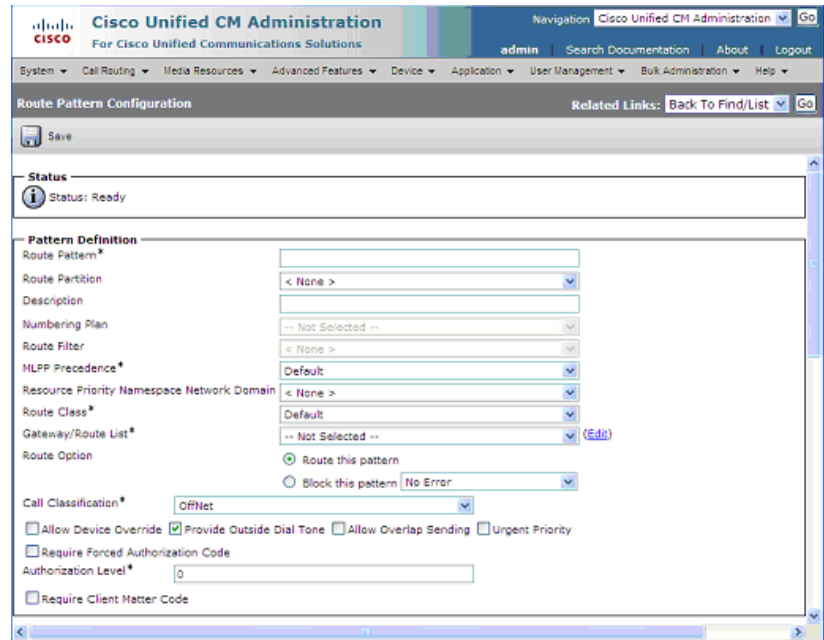 Cisco Unified CM Administration
Navigation Cisco Unified CM Administration Go
CISCO
For Cisco Unified Communications Solutions
admin | Search Documentation | About | Logout
System Call Routing Media Resources Advanced Features Device Application User Management Bulk Administration Help
Route Pattern Configuration
Related Links: Back To Find/List Go
Save
Status
Status: Ready
Pattern Definition
Route Pattern*
Route Partition < None >
Description
Numbering Plan -- Not Selected --
Route Filter < None >
MLPP Precedence* Default
Resource Priority Namespace Network Domain < None >
Route Class* Default
Gateway/Route List* -- Not Selected -- (Edit)
Route Option Route this pattern
Block this pattern No Error
Call Classification* OffNet
Allow Device Override Provide Outside Dial Tone Allow Overlap Sending Urgent Priority
Require Forced Authorization Code
Authorization Level* 0
Require Client Matter Code